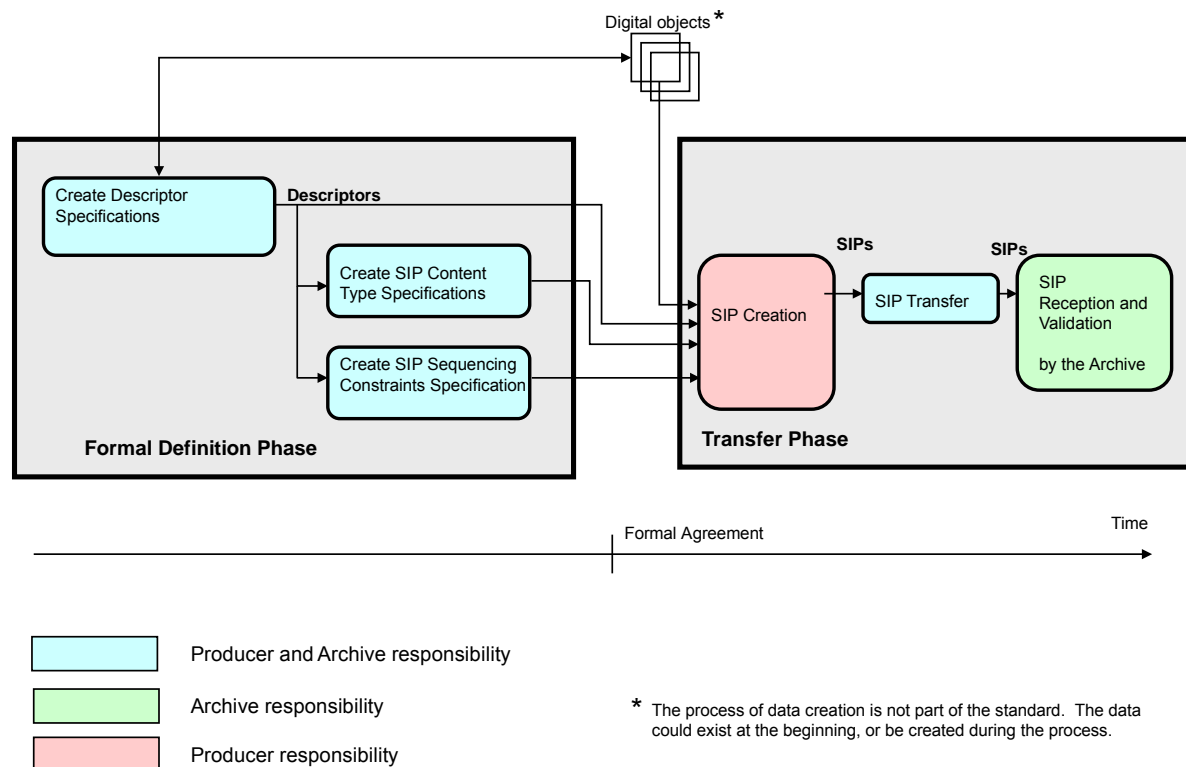 Digital objects *
Create Descriptor
Specifications
Descriptors
Create SIP Content
Type Specifications
Create SIP Sequencing
Constraints Specification
Formal Definition Phase
SIPs
SIPs
SIP Creation
SIP Transfer
SIP
Reception and
Validation
by the Archive
Transfer Phase
Formal Agreement
Time
Producer and Archive responsibility
Archive responsibility
Producer responsibility
* The process of data creation is not part of the standard. The data
could exist at the beginning, or be created during the process.